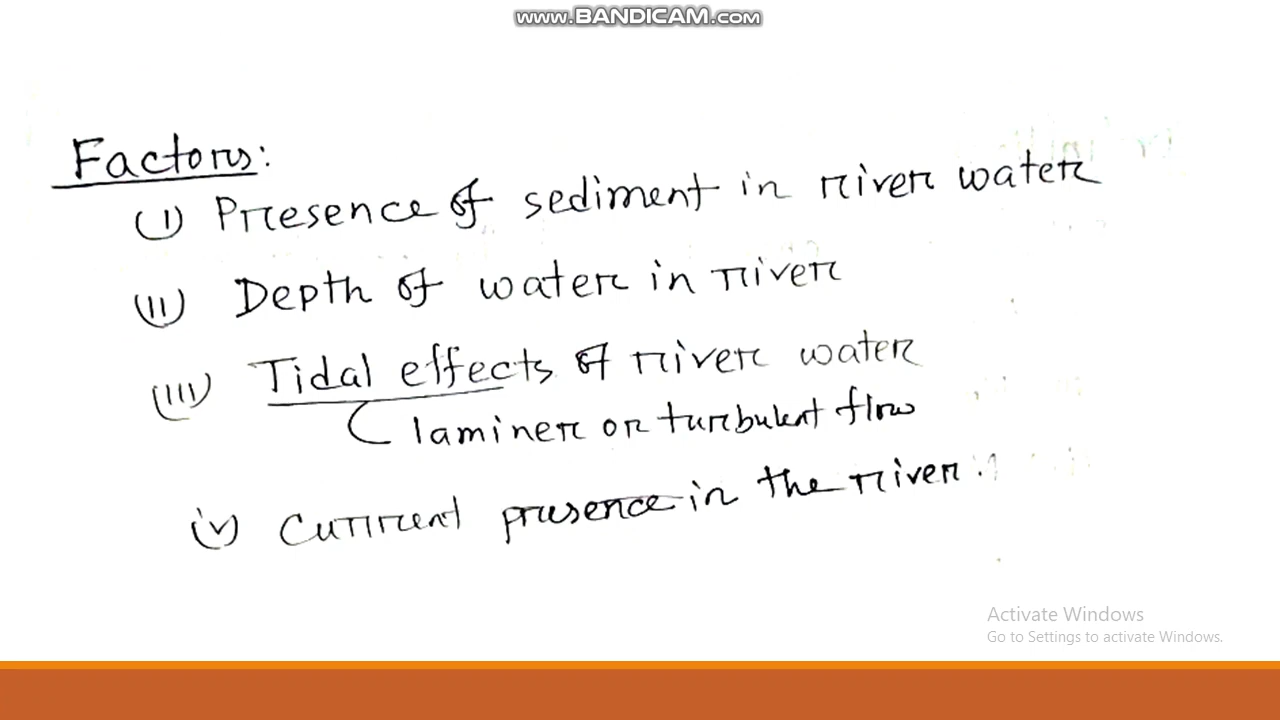 www.BANDICAM.com
Factors:
(i) Presence of sediment in river water
(ii) Depth of water in river
(iii) Tidal effects of river water
laminer or turbulent flow
(iv) Current presence in the river.
Activate Windows
Go to Settings to activate Windows.